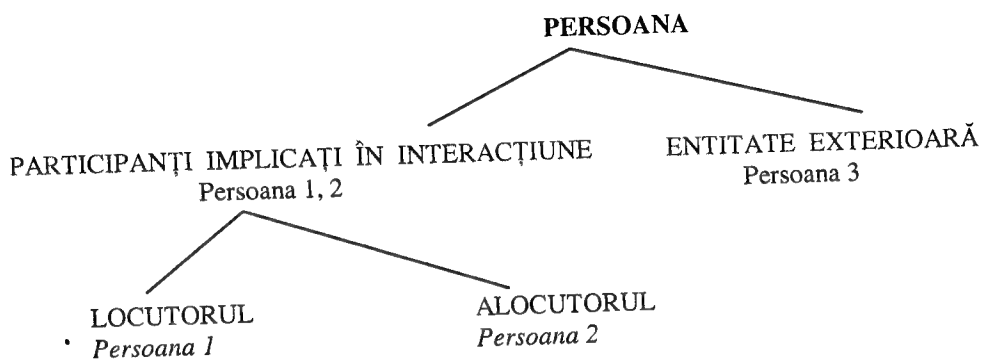 PERSOANA
PARTICIPANȚI IMPLICAȚI ÎN INTERACȚIUNE
Persoana 1, 2
ENTITATE EXTERIOARĂ
Persoana 3
LOCUTORUL
Persoana 1
ALOCUTORUL
Persoana 2